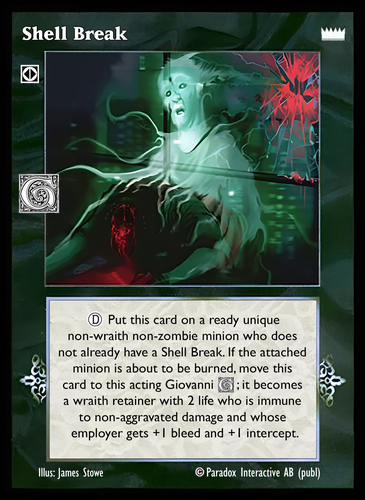 Shell Break
Ⓓ Put this card on a ready unique
non-wraith non-zombie minion who does
not already have a Shell Break. If the attached
minion is about to be burned, move this
card to this acting Giovanni ; it becomes
a wraith retainer with 2 life who is immune
to non-aggravated damage and whose
employer gets +1 bleed and +1 intercept.
Illus: James Stowe
© Paradox Interactive AB (publ)